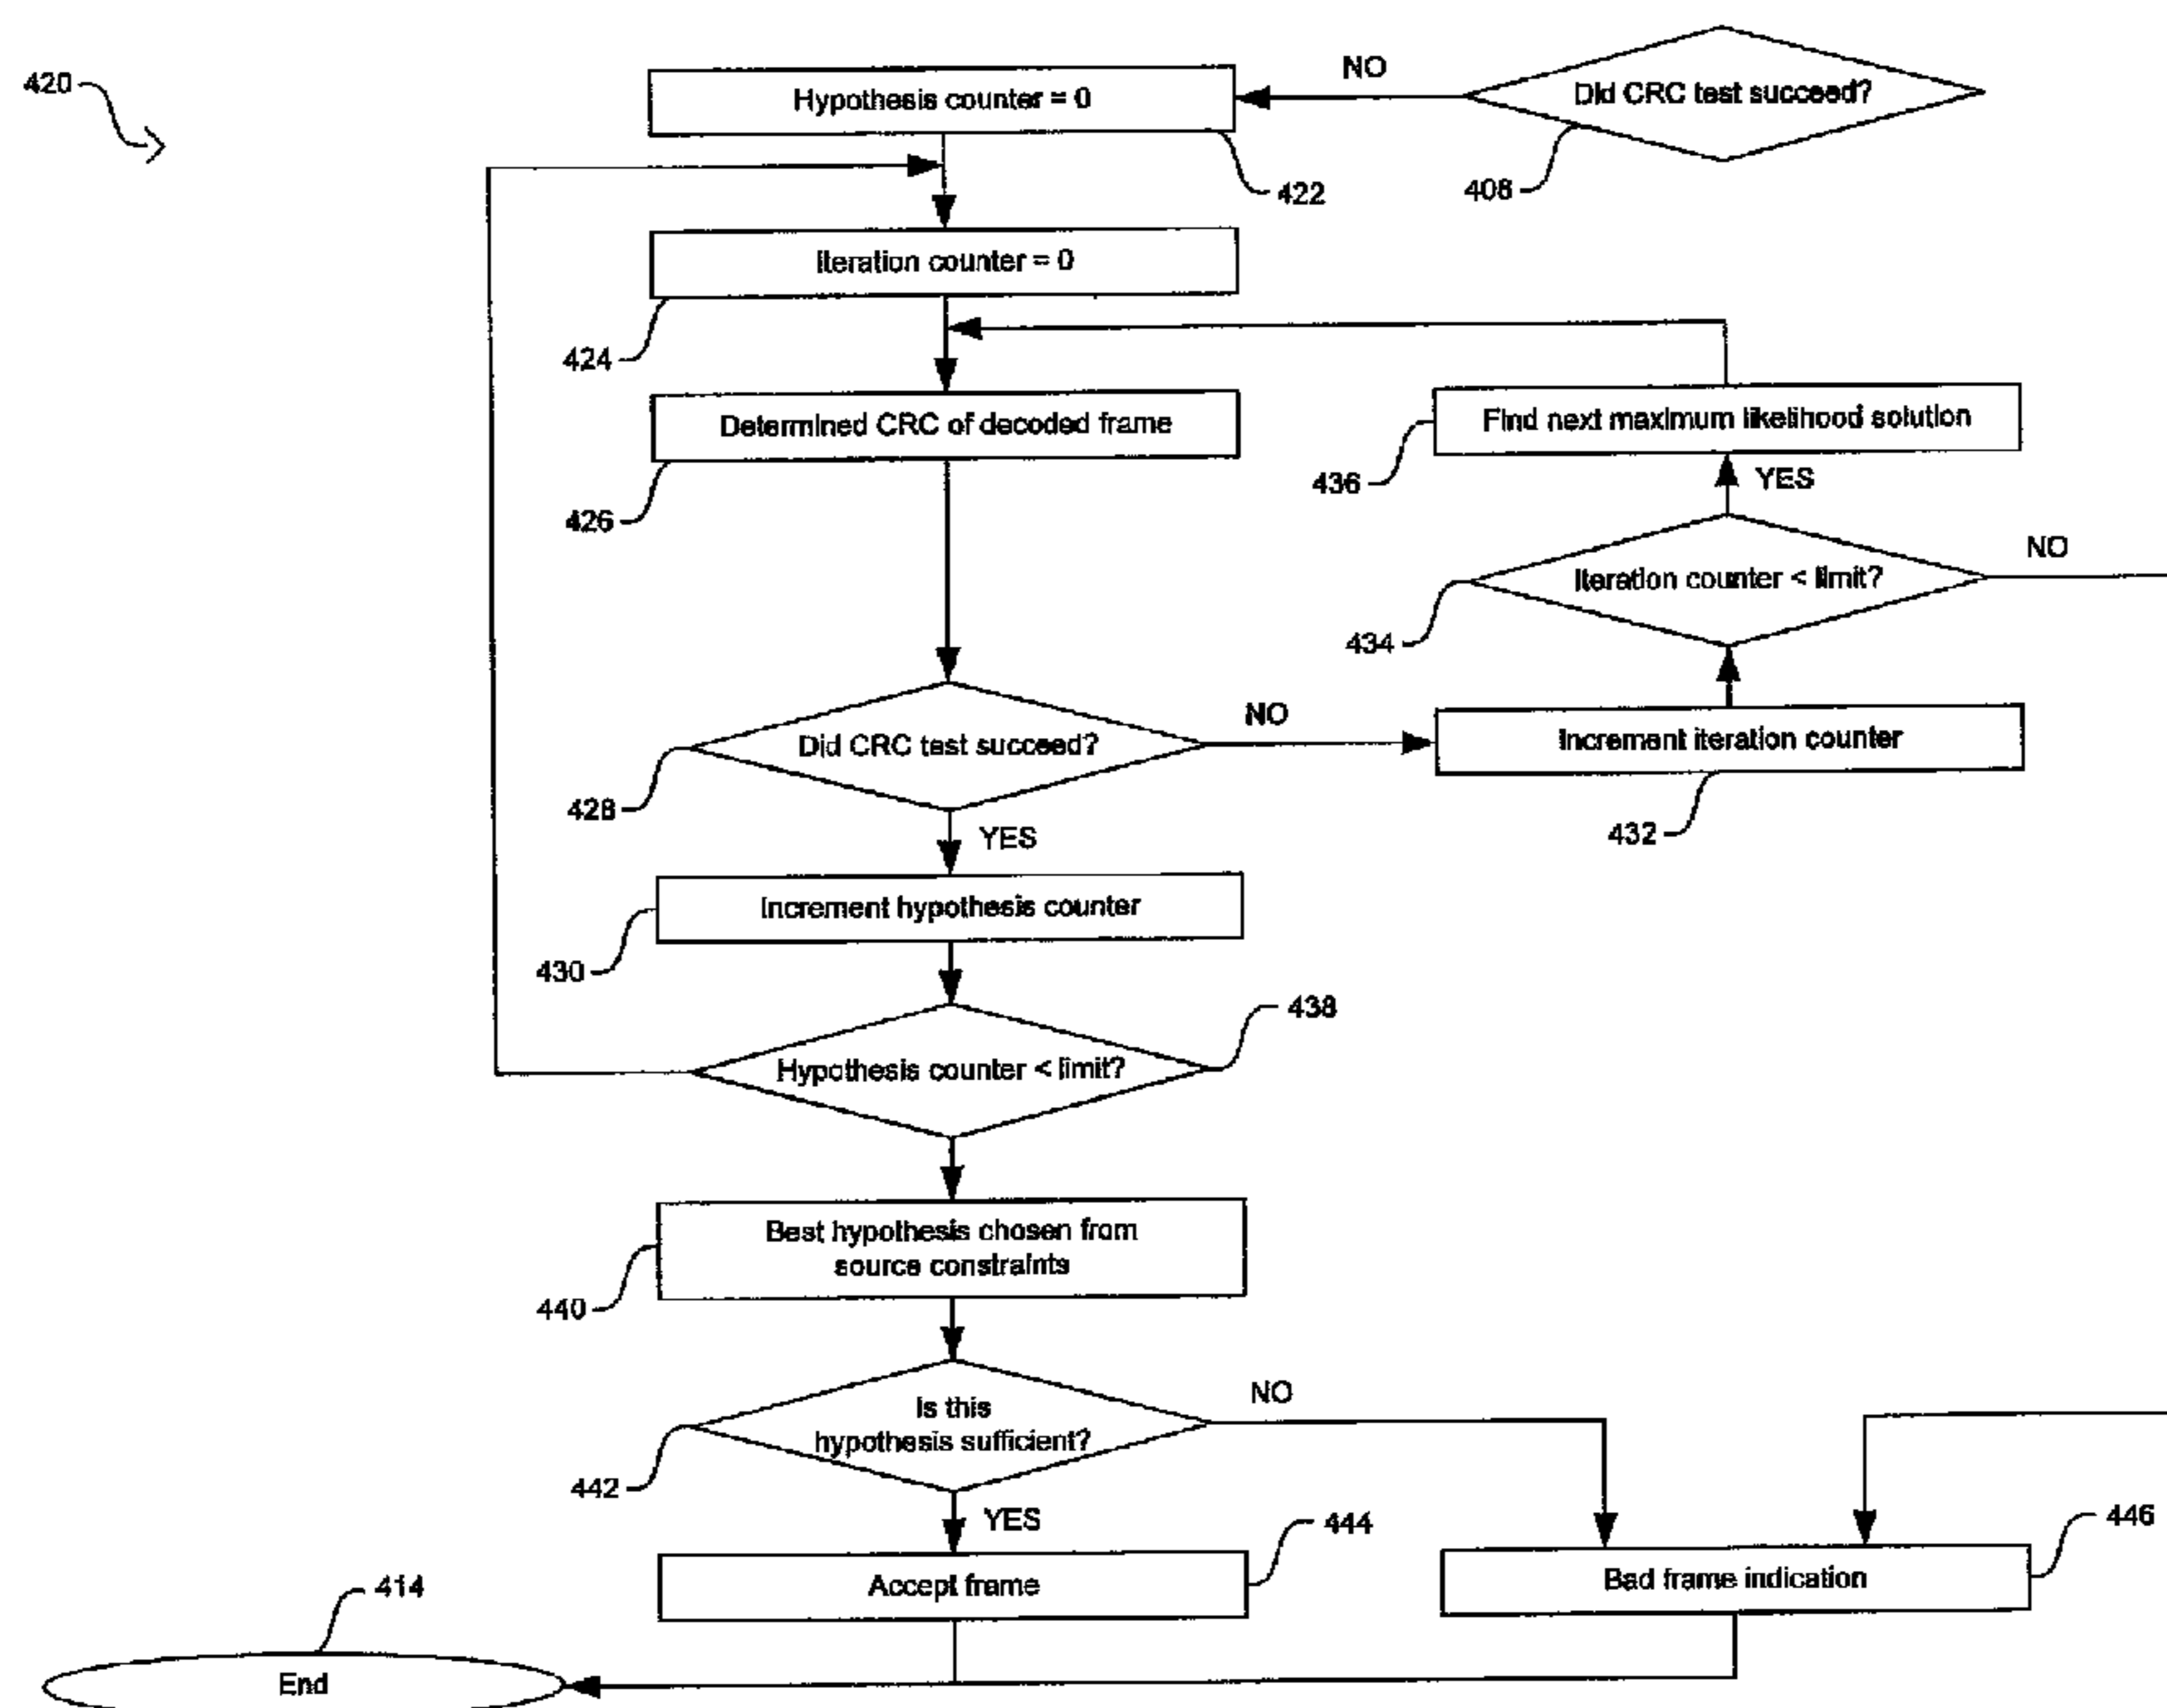 420
Hypothesis counter = 0
NO
Did CRC test succeed?
422
408
Iteration counter = 0
424
Determined CRC of decoded frame
426
Find next maximum likelihood solution
436
YES
Iteration counter < limit?
NO
434
Did CRC test succeed?
NO
428
Increment iteration counter
432
YES
Increment hypothesis counter
430
438
Hypothesis counter < limit?
Best hypothesis chosen from
source constraints
440
Is this
hypothesis sufficient?
NO
442
YES
444
446
Accept frame
Bad frame indication
414
End